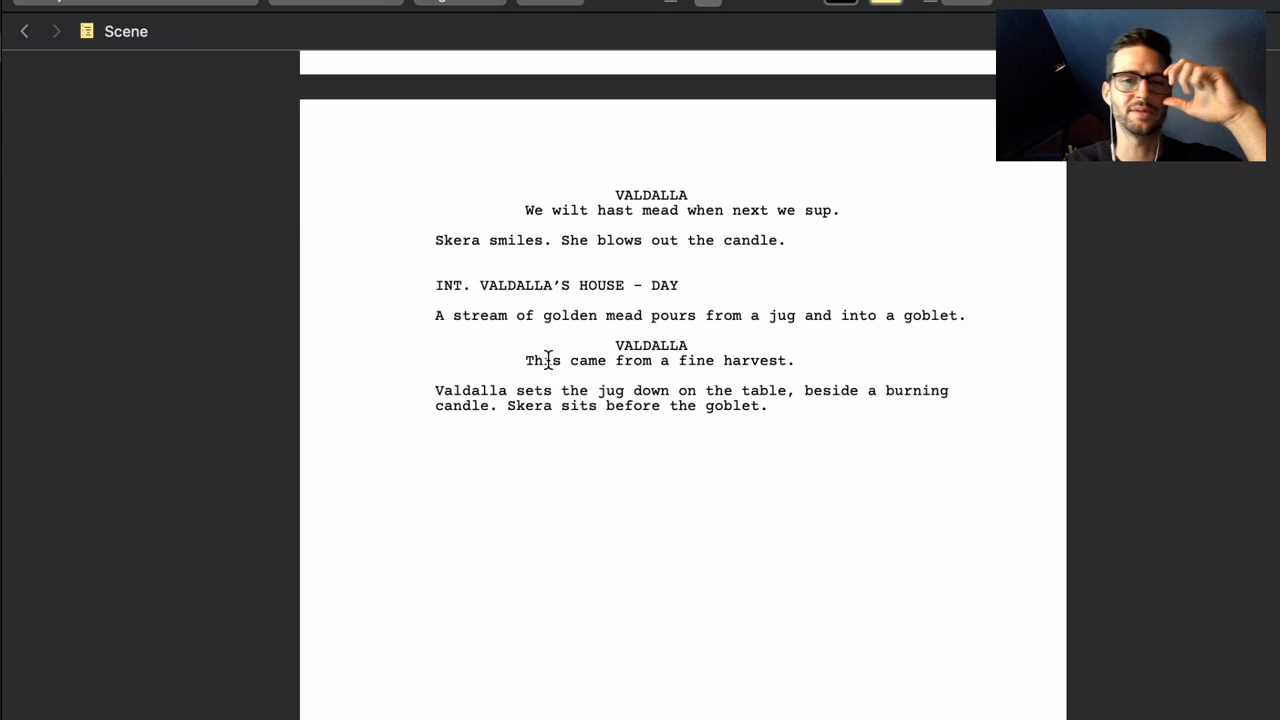 Scene
VALDALLA
We wilt hast mead when next we sup.
Skera smiles. She blows out the candle.
INT. VALDALLA'S HOUSE - DAY
A stream of golden mead pours from a jug and into a goblet.
VALDALLA
This came from a fine harvest.
Valdalla sets the jug down on the table, beside a burning
candle. Skera sits before the goblet.